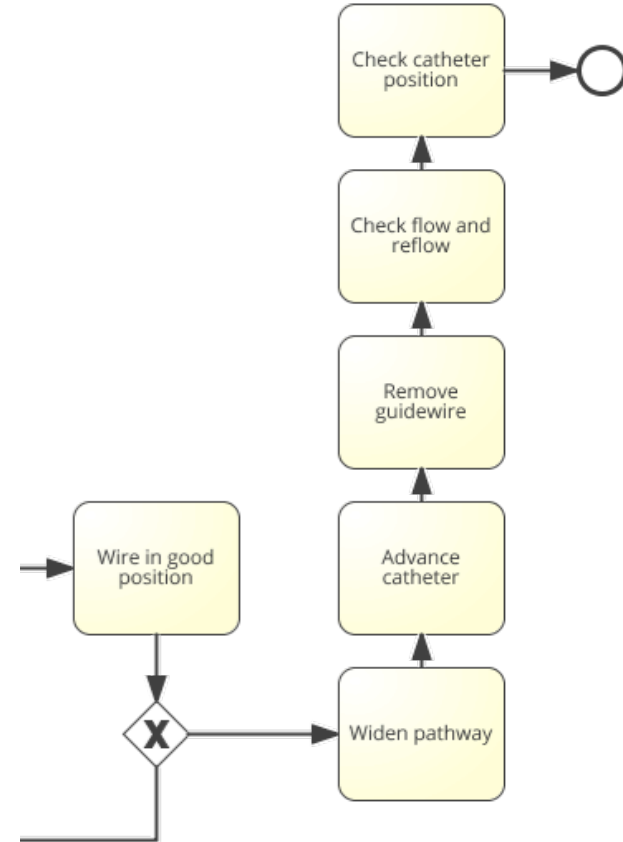 Check catheter
position
Check flow and
reflow
Remove
guidewire
Wire in good
position
Advance
catheter
X
Widen pathway